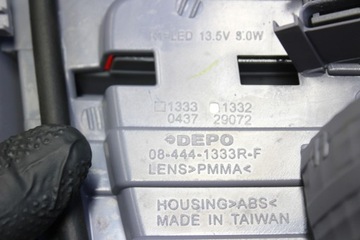 LED 13.5V 8.0W
1333 1332
0437 29072
DEPO
08-444-1333R-F
LENS>PMMA<
HOUSING>ABS<
MADE IN TAIWAN